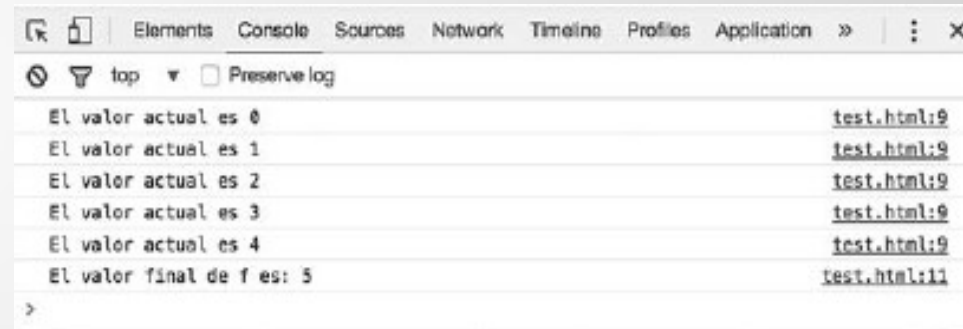 Elements Console Sources Network Timeline Profiles Application »
top ▼ Preserve log
El valor actual es 0 test.html:9
El valor actual es 1 test.html:9
El valor actual es 2 test.html:9
El valor actual es 3 test.html:9
El valor actual es 4 test.html:9
El valor final de f es: 5 test.html:11
>